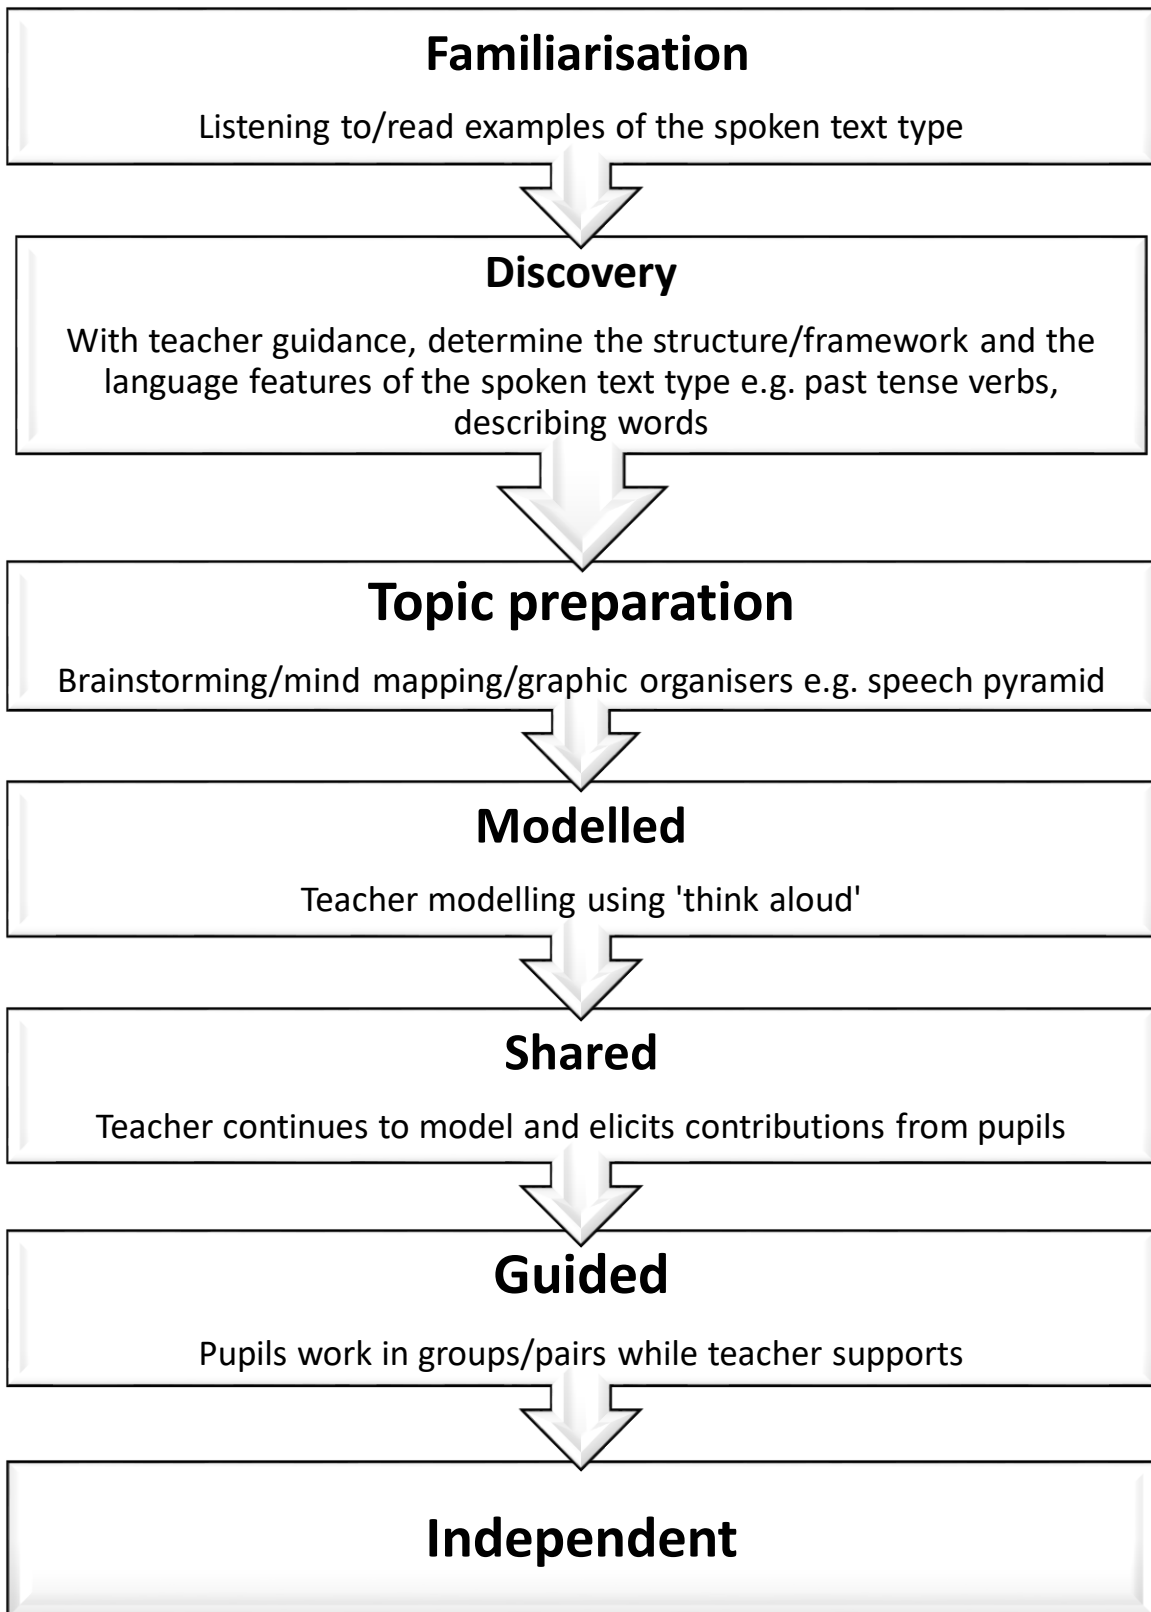 Familiarisation
Listening to/read examples of the spoken text type
Discovery
With teacher guidance, determine the structure/framework and the
language features of the spoken text type e.g. past tense verbs,
describing words
Topic preparation
Brainstorming/mind mapping/graphic organisers e.g. speech pyramid
Modelled
Teacher modelling using 'think aloud'
Shared
Teacher continues to model and elicits contributions from pupils
Guided
Pupils work in groups/pairs while teacher supports
Independent